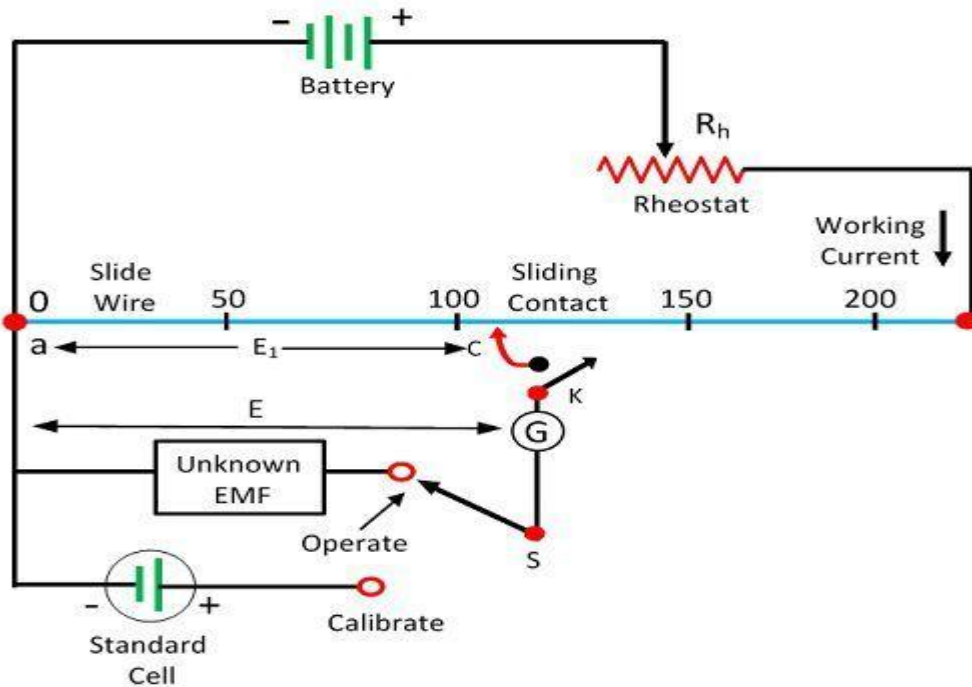 - +
Battery
Rh
Rheostat
Working
Current
Slide
Wire
Sliding
Contact
0 50 100 150 200
a E1 C
K
E
G
Unknown
EMF
Operate
S
- +
Calibrate
Standard
Cell